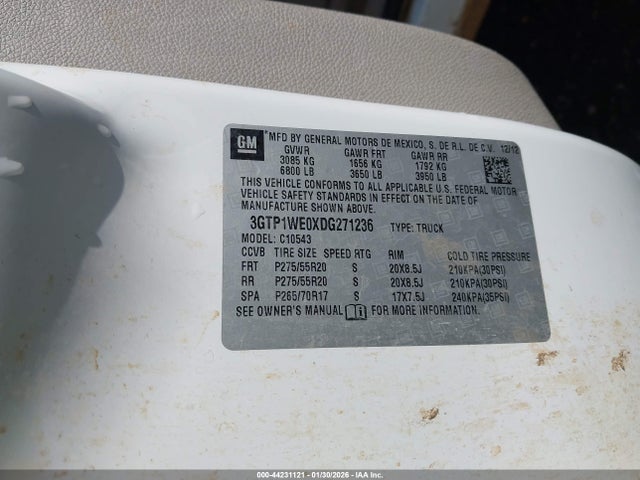 GM
MFD BY GENERAL MOTORS DE MEXICO, S. DE R.L. DE C.V. 12/12
GVWR GAWR FRT GAWR RR
3085 KG 1656 KG 1792 KG
6800 LB 3650 LB 3950 LB
THIS VEHICLE CONFORMS TO ALL APPLICABLE U.S. FEDERAL MOTOR
VEHICLE SAFETY STANDARDS IN EFFECT ON THE DATE OF
MANUFACTURE SHOWN ABOVE.
3GTP1WE0XDG271236 TYPE: TRUCK
MODEL: C10543
CCVB TIRE SIZE SPEED RTG RIM COLD TIRE PRESSURE
FRT P275/55R20 S 20X8.5J 210KPA(30PSI)
RR P275/55R20 S 20X8.5J 210KPA(30PSI)
SPA P265/70R17 S 17X7.5J 240KPA(35PSI)
SEE OWNER'S MANUAL FOR MORE INFORMATION.
000-44231121 - 01/30/2026 - IAA Inc.